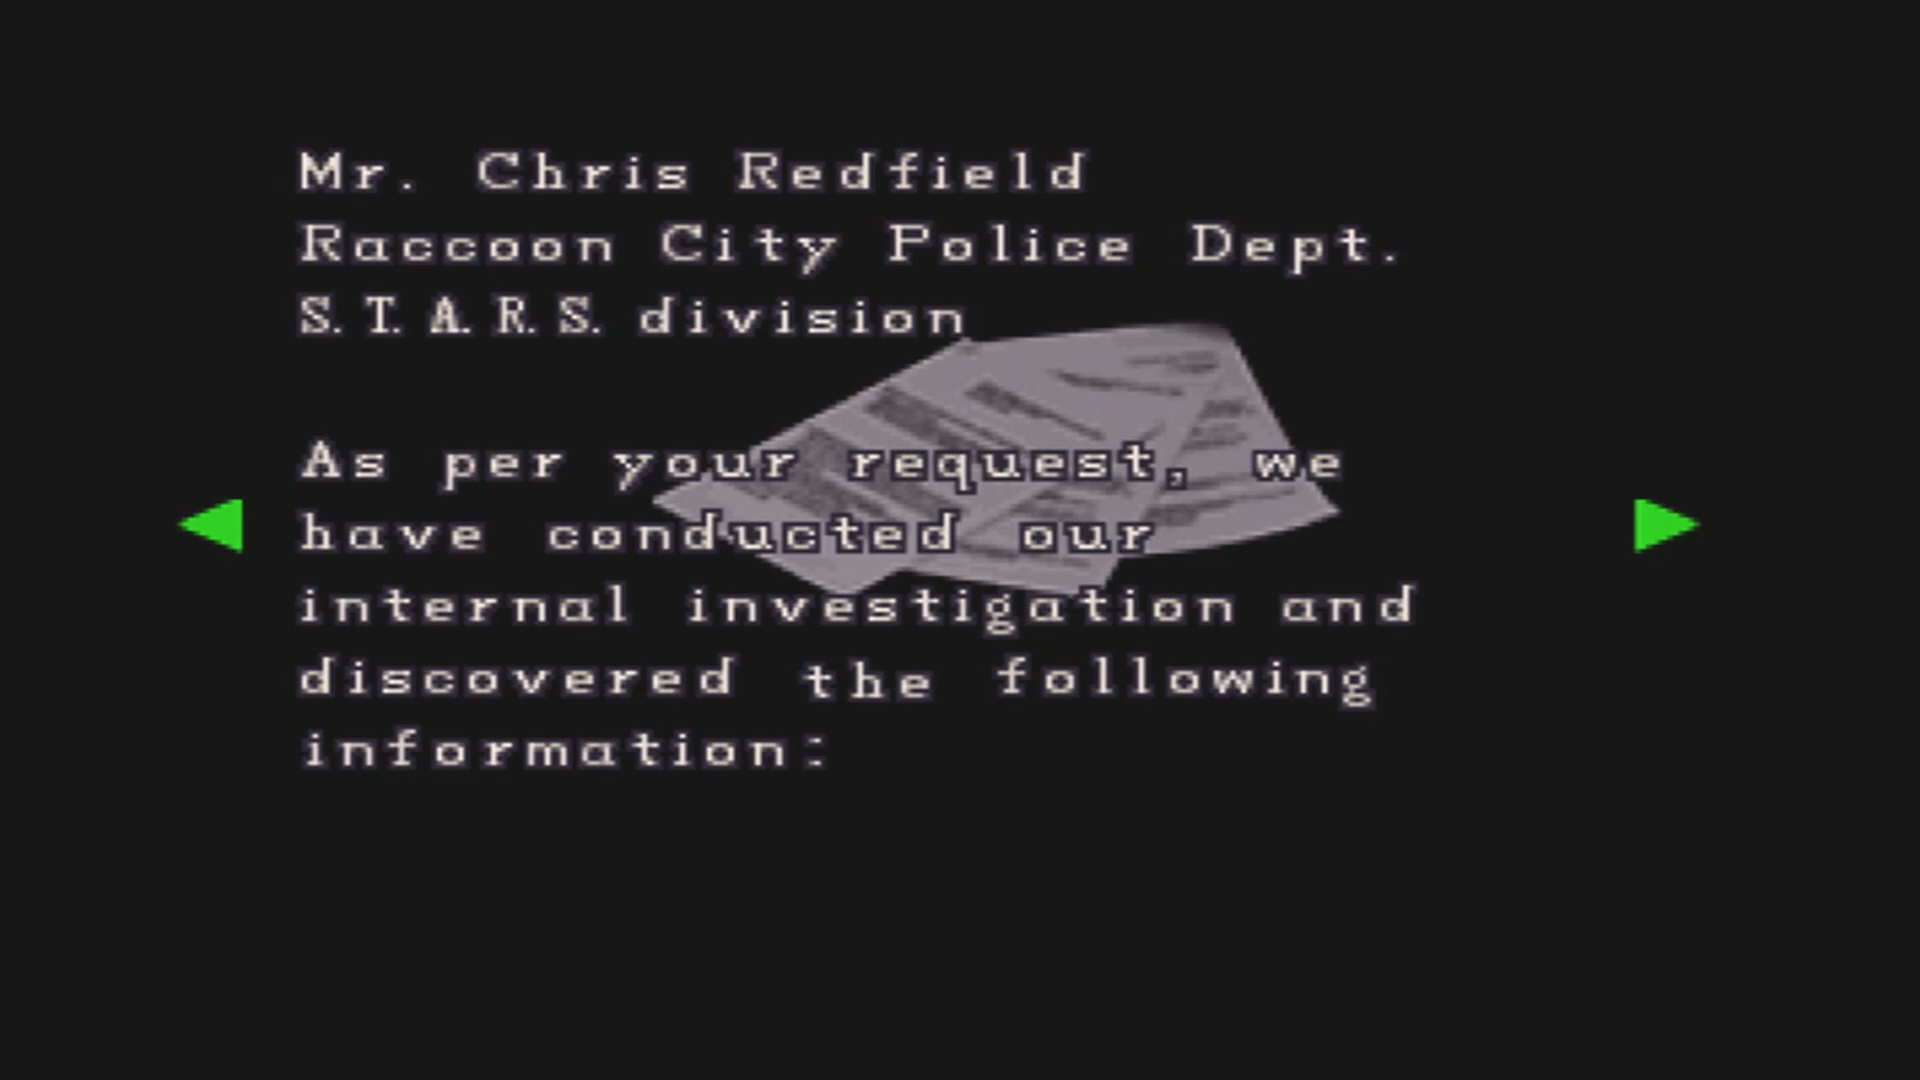 Mr. Chris Redfield
Raccoon City Police Dept.
S.T.A.R.S. division
As per your request, we
have conducted our
internal investigation and
discovered the following
information: